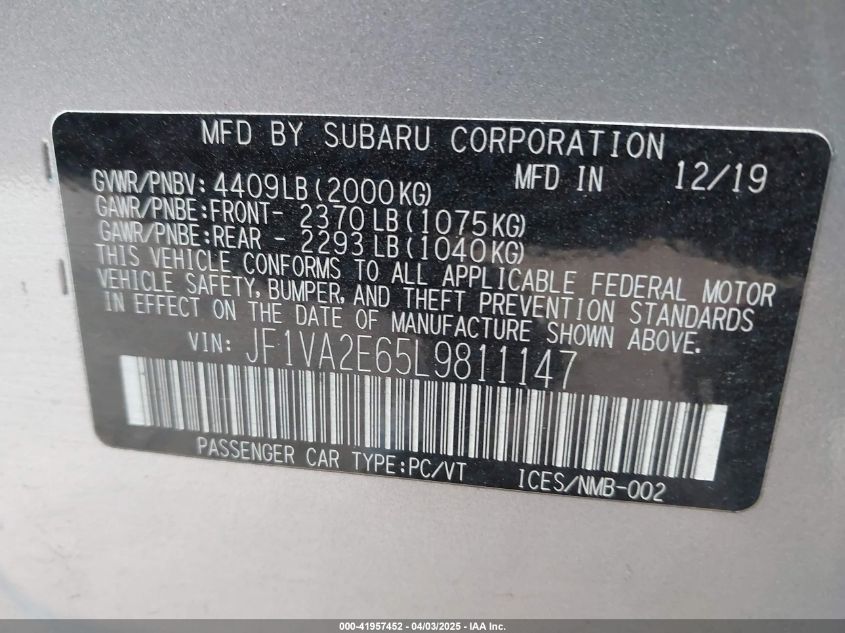 MFD BY SUBARU CORPORATION
GVWR/PNBV: 4409LB(2000KG) MFD IN 12/19
GAWR/PNBE:FRONT- 2370LB(1075KG)
GAWR/PNBE:REAR - 2293LB(1040KG)
THIS VEHICLE CONFORMS TO ALL APPLICABLE FEDERAL MOTOR
VEHICLE SAFETY, BUMPER, AND THEFT PREVENTION STANDARDS
IN EFFECT ON THE DATE OF MANUFACTURE SHOWN ABOVE.
VIN: JF1VA2E65L9811147
PASSENGER CAR TYPE:PC/VT ICES/NMB-002
000-41957452 | 04/03/2025 - IAA Inc.